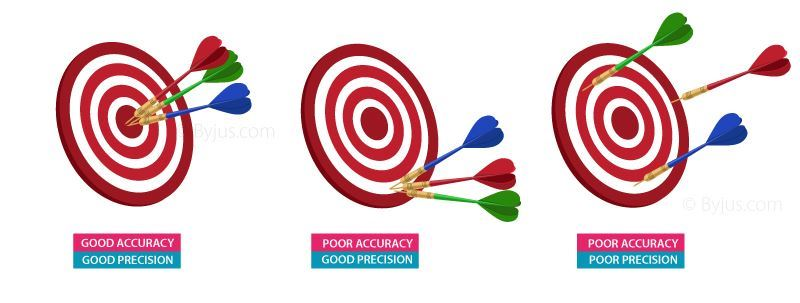 © Byjus.com
© Byjus.com
GOOD ACCURACY
GOOD PRECISION
POOR ACCURACY
GOOD PRECISION
POOR ACCURACY
POOR PRECISION